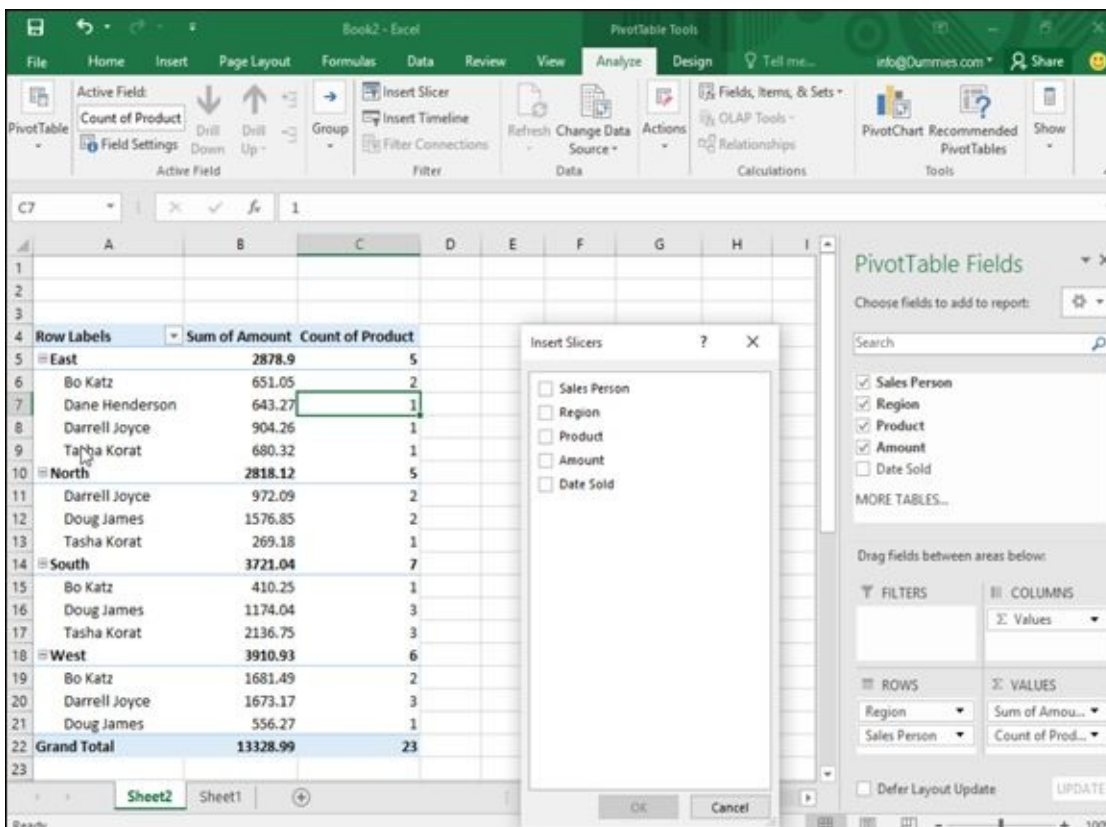 Book2 - Excel
PivotTable Tools
File Home Insert Page Layout Formulas Data Review View Analyze Design Tell me... info@Dummies.com Share
PivotTable
Active Field:
Count of Product
Field Settings
Drill Down
Drill Up
Active Field
Group
Insert Slicer
Insert Timeline
Filter Connections
Filter
Refresh
Change Data Source
Data
Actions
Fields, Items, & Sets
OLAP Tools
Relationships
Calculations
PivotChart
Recommended PivotTables
Tools
Show
C7 fx 1
A B C D E F G H I
1
2
3
4 Row Labels Sum of Amount Count of Product
5 East 2878.9 5
6 Bo Katz 651.05 2
7 Dane Henderson 643.27 1
8 Darrell Joyce 904.26 1
9 Tasha Korat 680.32 1
10 North 2818.12 5
11 Darrell Joyce 972.09 2
12 Doug James 1576.85 2
13 Tasha Korat 269.18 1
14 South 3721.04 7
15 Bo Katz 410.25 1
16 Doug James 1174.04 3
17 Tasha Korat 2136.75 3
18 West 3910.93 6
19 Bo Katz 1681.49 2
20 Darrell Joyce 1673.17 3
21 Doug James 556.27 1
22 Grand Total 13328.99 23
23
Insert Slicers ? X
Sales Person
Region
Product
Amount
Date Sold
OK Cancel
PivotTable Fields
Choose fields to add to report:
Search
Sales Person
Region
Product
Amount
Date Sold
MORE TABLES...
Drag fields between areas below:
FILTERS
COLUMNS
Σ Values
ROWS
Region
Sales Person
Σ VALUES
Sum of Amou...
Count of Prod...
Defer Layout Update UPDATE
Sheet2 Sheet1
Ready
100